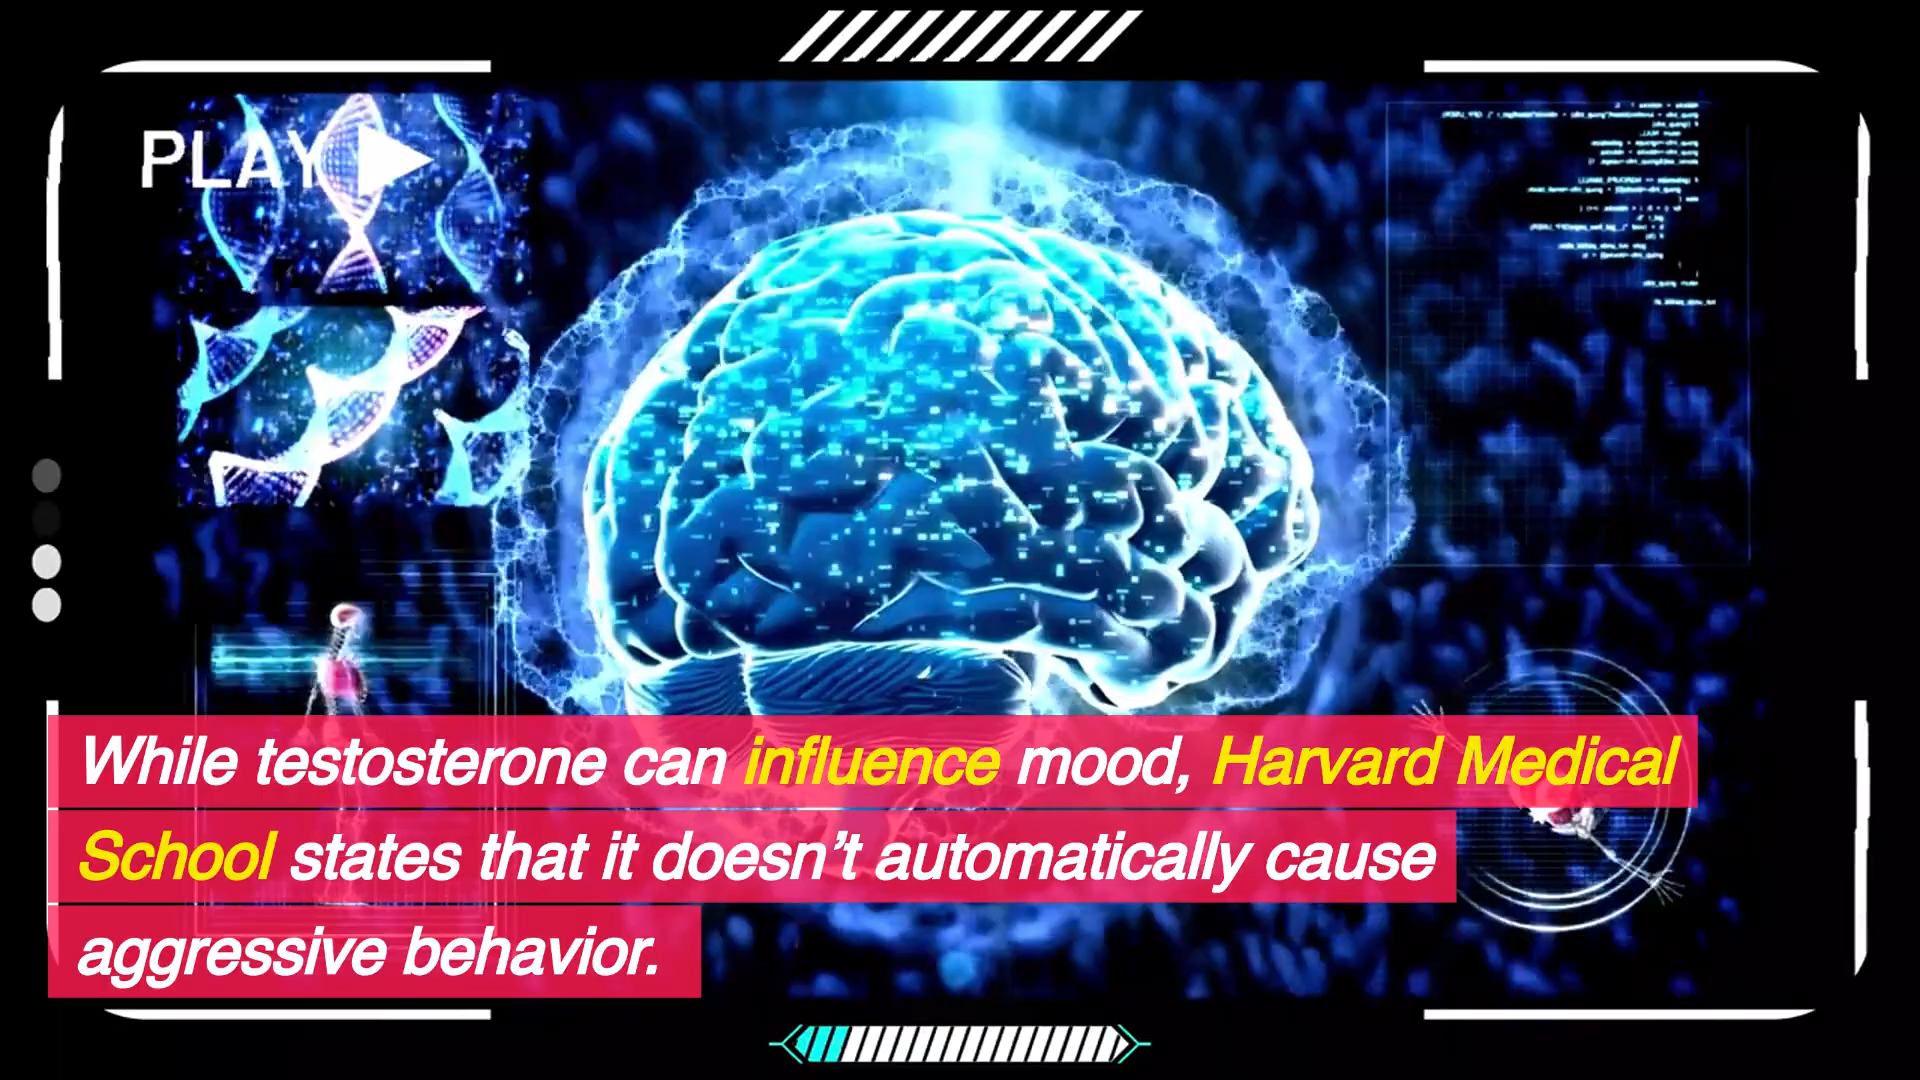 PLAY
While testosterone can influence mood, Harvard Medical
School states that it doesn’t automatically cause
aggressive behavior.